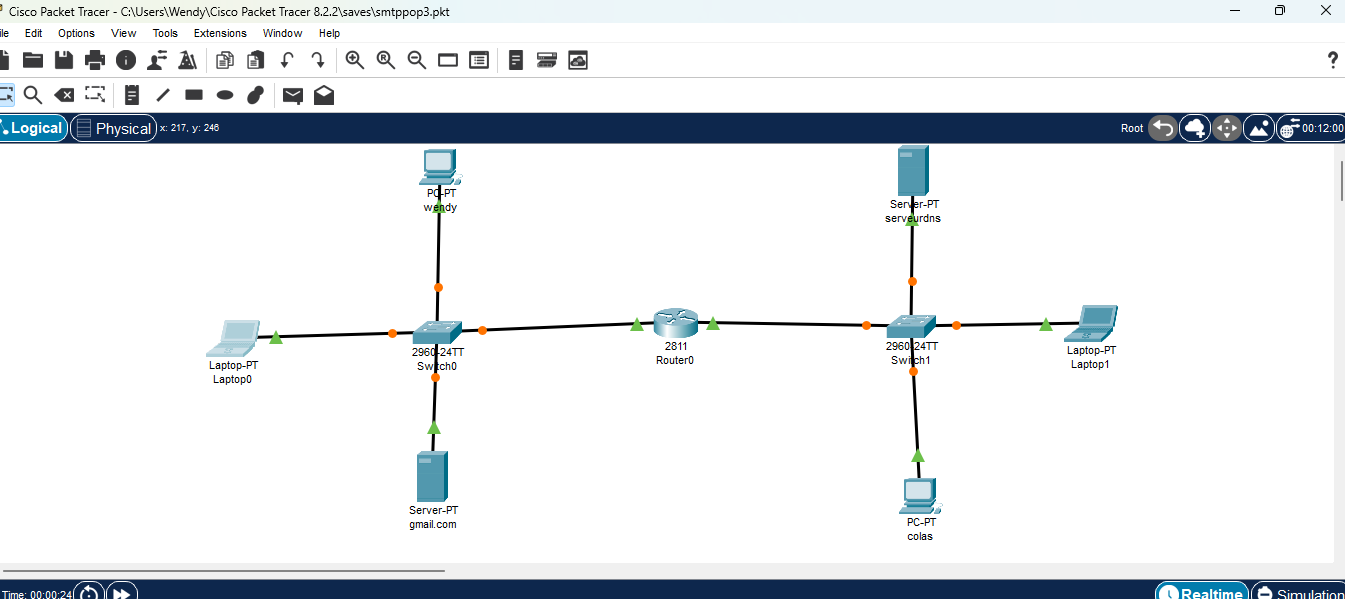 Cisco Packet Tracer - C:\Users\Wendy\Cisco Packet Tracer 8.2.2\saves\smtppop3.pkt
ile Edit Options View Tools Extensions Window Help
?
Logical Physical x: 217, y: 246 Root 00:12:00
PC-PT
wendy
Server-PT
serveurdns
Laptop-PT
Laptop0
2960-24TT
Switch0
2811
Router0
2960-24TT
Switch1
Laptop-PT
Laptop1
Server-PT
gmail.com
PC-PT
colas
Time: 00:00:24 Realtime Simulation